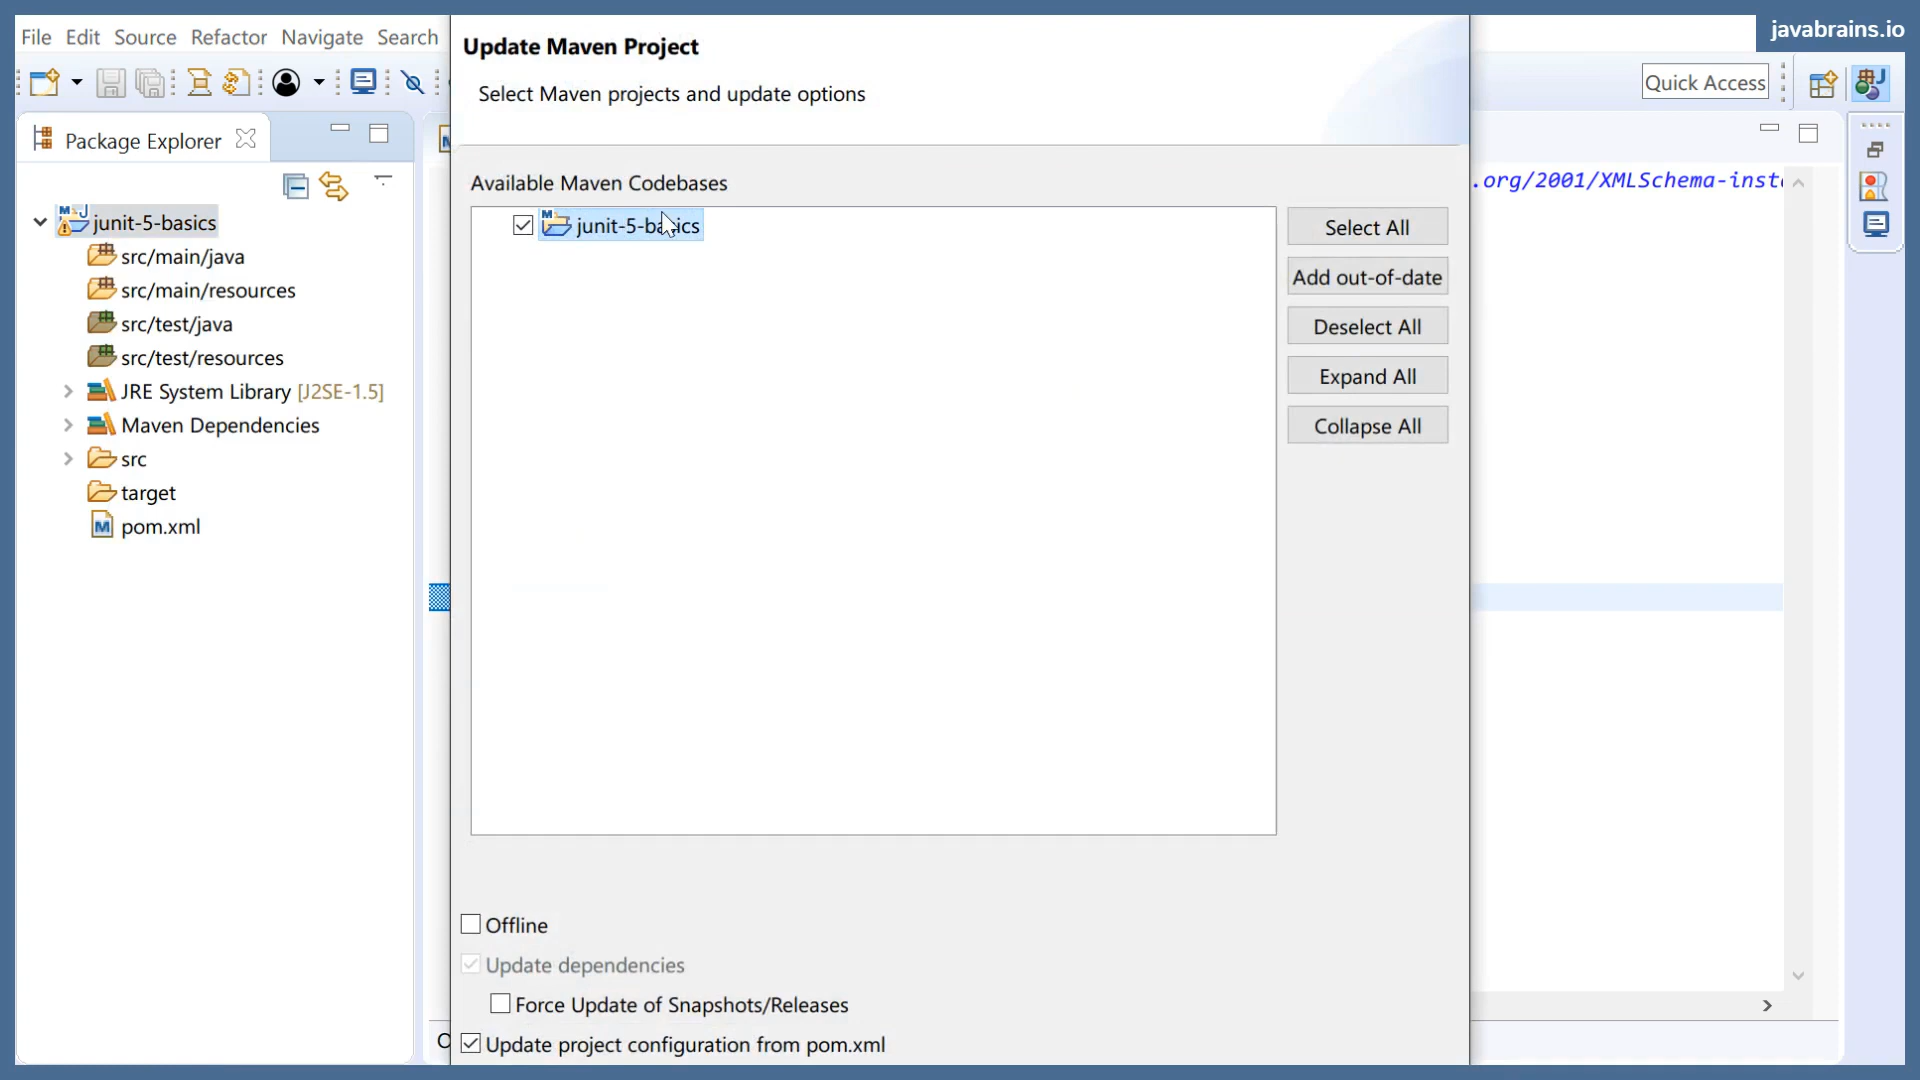 javabrains.io
File Edit Source Refactor Navigate Search
Quick Access
Package Explorer
junit-5-basics
src/main/java
src/main/resources
src/test/java
src/test/resources
JRE System Library [J2SE-1.5]
Maven Dependencies
src
target
pom.xml
Update Maven Project
Select Maven projects and update options
Available Maven Codebases
junit-5-basics
Select All
Add out-of-date
Deselect All
Expand All
Collapse All
Offline
Update dependencies
Force Update of Snapshots/Releases
Update project configuration from pom.xml
.org/2001/XMLSchema-inst